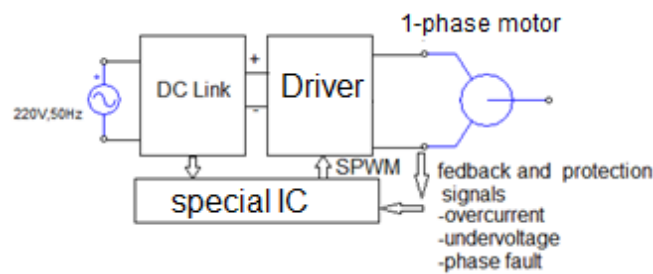 1-phase motor
220V,50Hz
DC Link
+
-
Driver
SPWM
special IC
fedback and protection
signals
-overcurrent
-undervoltage
-phase fault